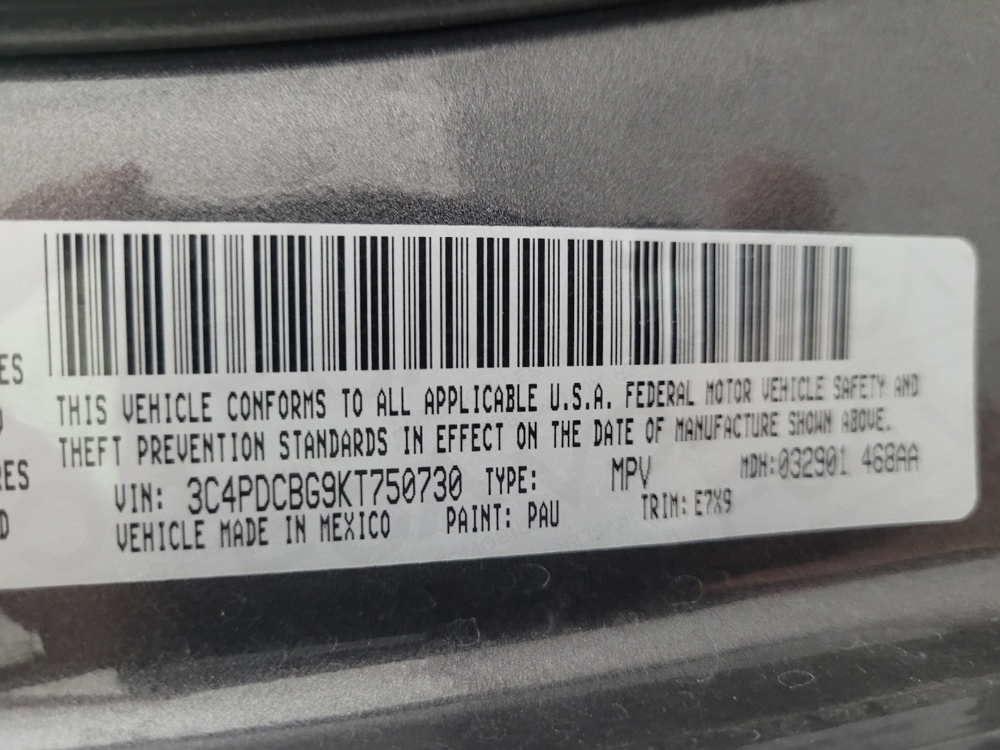 ES
THIS VEHICLE CONFORMS TO ALL APPLICABLE U.S.A. FEDERAL MOTOR VEHICLE SAFETY AND
THEFT PREVENTION STANDARDS IN EFFECT ON THE DATE OF MANUFACTURE SHOWN ABOVE.
RES
VIN: 3C4PDCBG9KT750730 TYPE: MPV MDH:032901 468AA
D
VEHICLE MADE IN MEXICO PAINT: PAU TRIM: E7X9